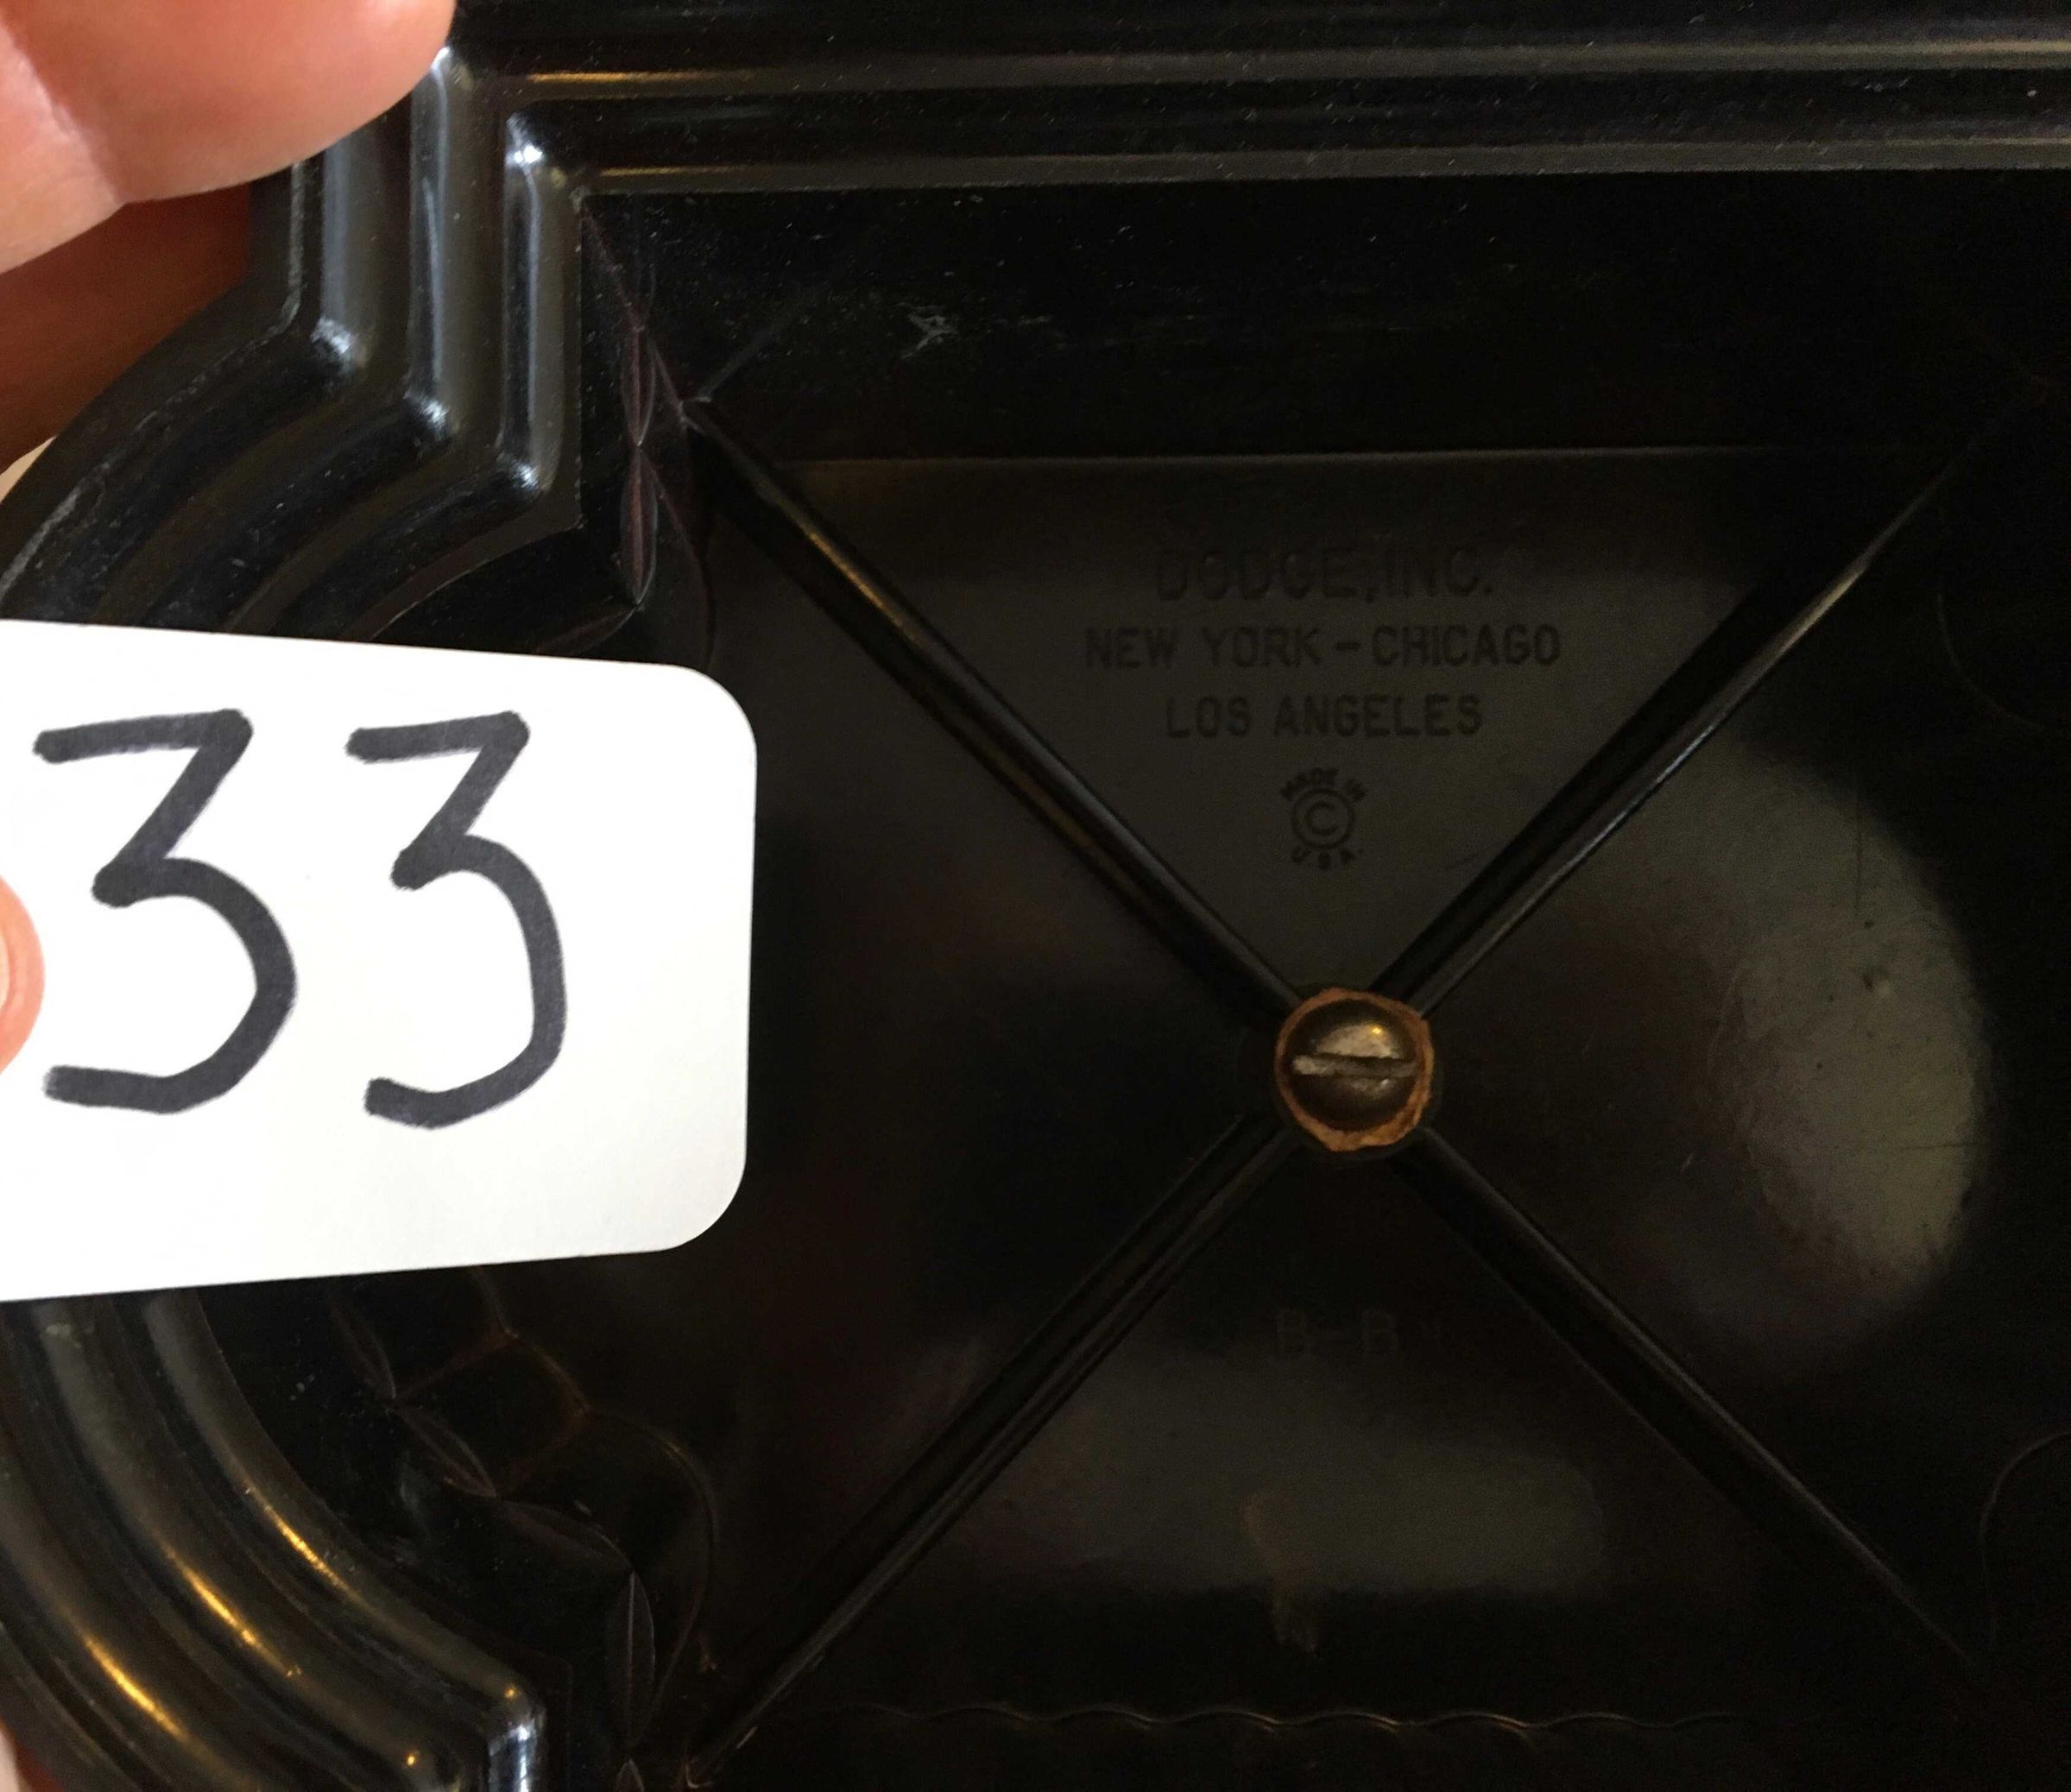 DODGE, INC.
NEW YORK – CHICAGO
LOS ANGELES
MADE IN
©
U.S.A.
33
B-B